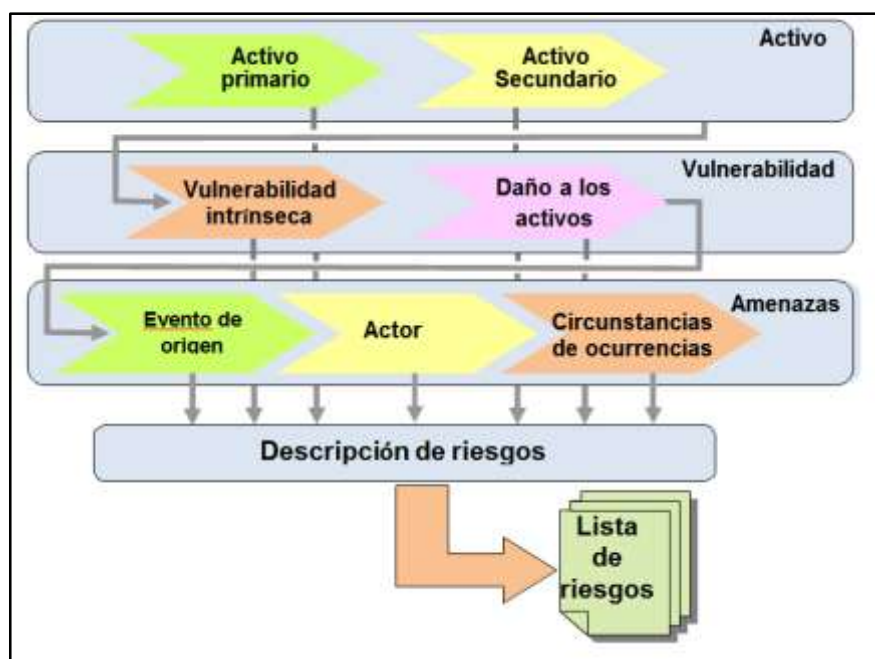 Activo
Activo
primario
Activo
Secundario
Vulnerabilidad
Vulnerabilidad
intrínseca
Daño a los
activos
Amenazas
Evento de
origen
Actor
Circunstancias
de ocurrencias
Descripción de riesgos
Lista
de
riesgos